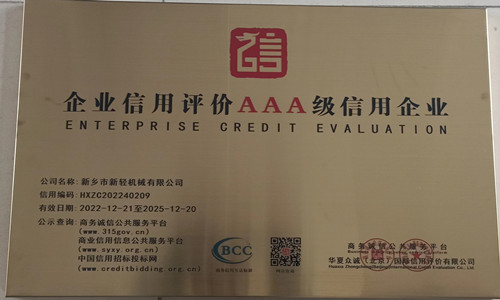 信
企业信用评价AAA级信用企业
ENTERPRISE CREDIT EVALUATION
公司名称: 新乡市新轻机械有限公司
信用编码: HXZC202240209
有效日期: 2022-12-21至2025-12-20
公示查询: 商务诚信公共服务平台
(www.315gov.cn)
商业信用信息公共服务平台
(www.syxy.org.cn)
中国信用招标投标网
(www.creditbidding.org.cn)
BCC
商务诚信公共服务平台
华夏众诚(北京)国际信用评价有限公司